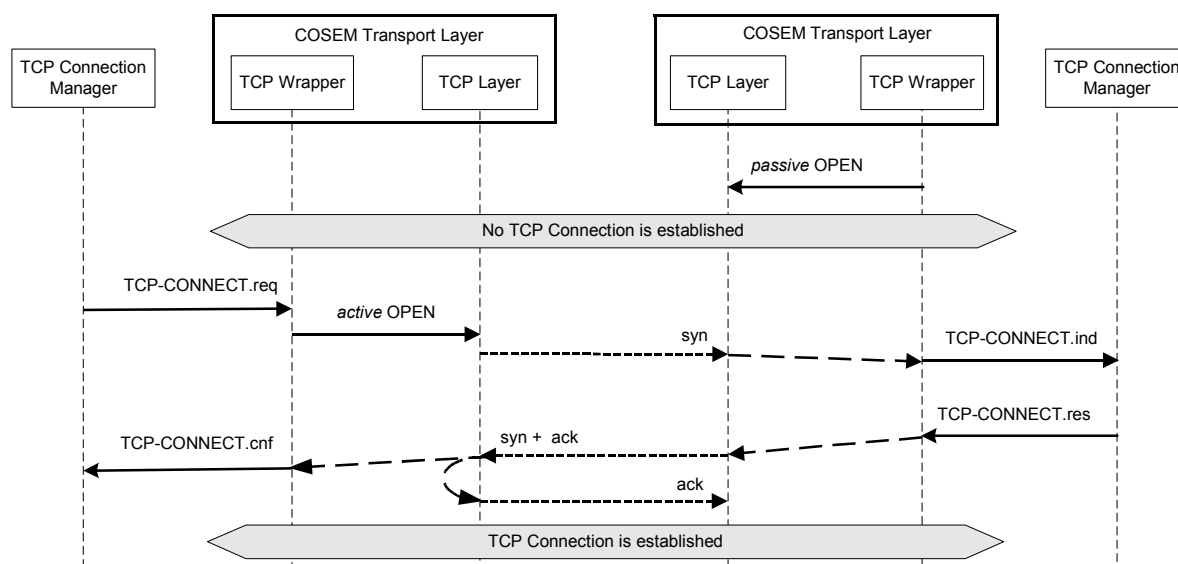 COSEM Transport Layer
COSEM Transport Layer
TCP Connection
Manager
TCP Wrapper
TCP Layer
TCP Layer
TCP Wrapper
TCP Connection
Manager
passive OPEN
No TCP Connection is established
TCP-CONNECT.req
active OPEN
syn
TCP-CONNECT.ind
TCP-CONNECT.res
TCP-CONNECT.cnf
syn + ack
ack
TCP Connection is established